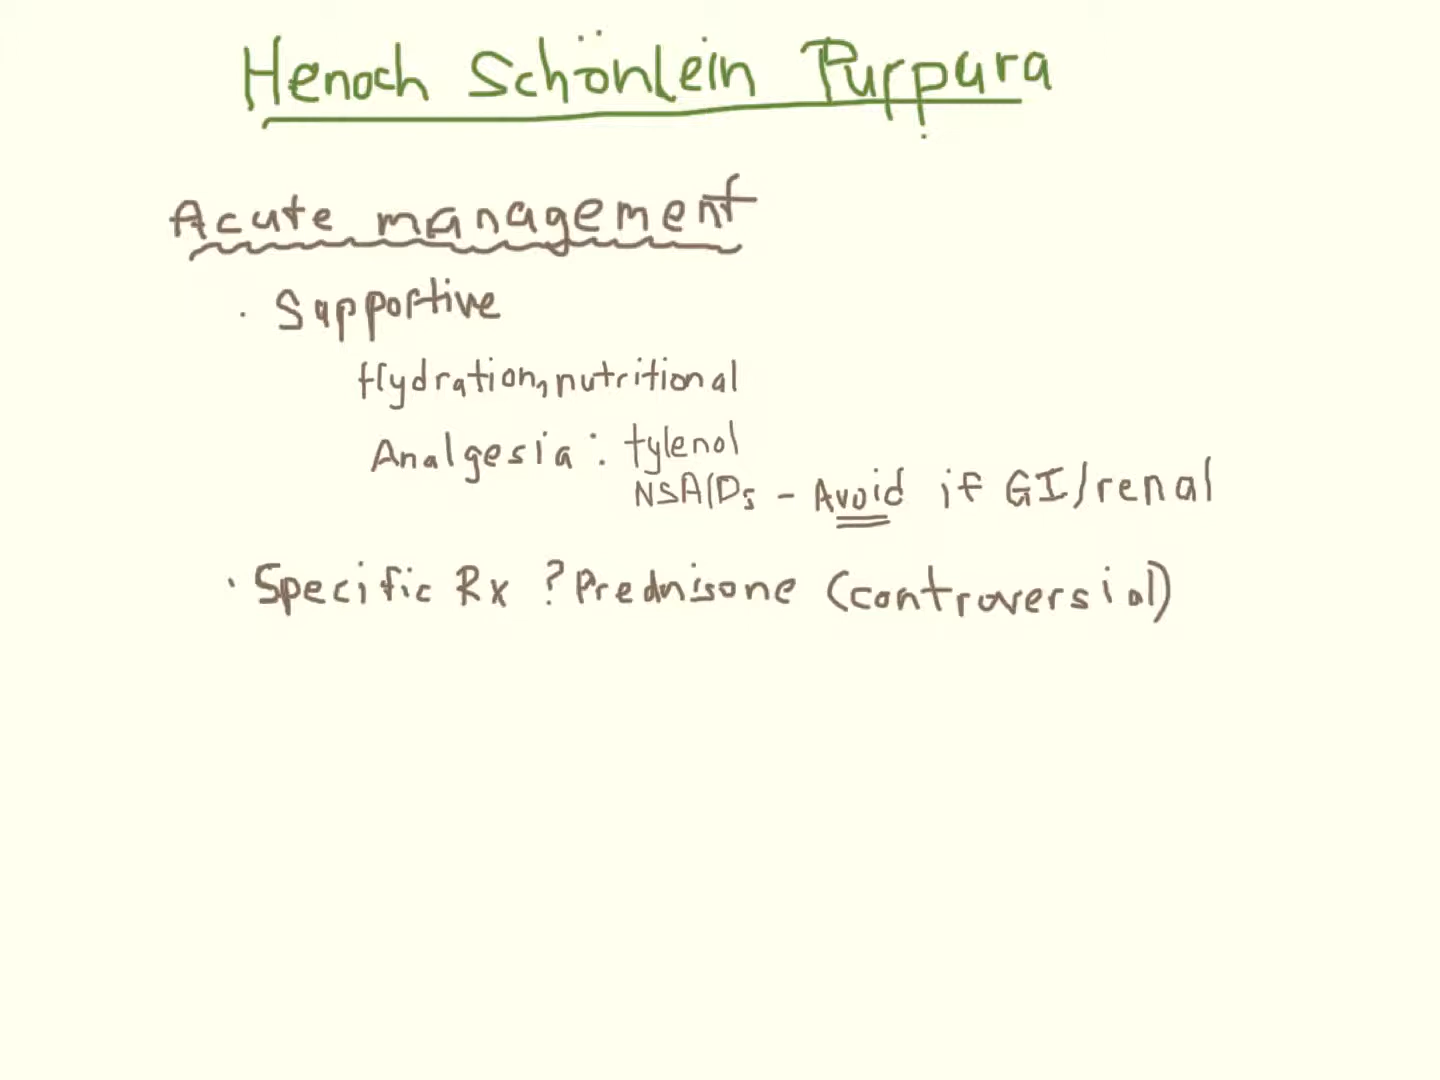 Henoch Schönlein Purpura
Acute management
· Supportive
Hydration, nutritional
Analgesia: tylenol
NSAIDs - Avoid if GI/renal
· Specific Rx ? Prednisone (controversial)